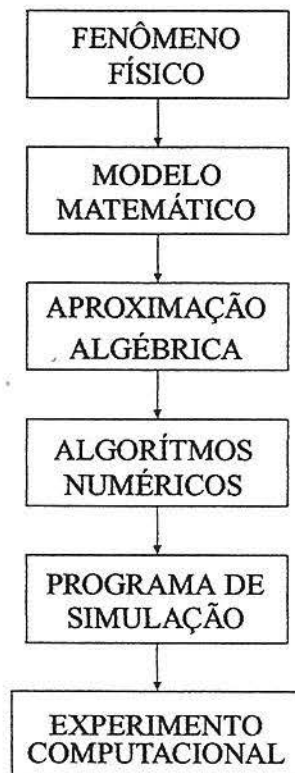 FENÔMENO
FÍSICO
MODELO
MATEMÁTICO
APROXIMAÇÃO
ALGÉBRICA
ALGORÍTMOS
NUMÉRICOS
PROGRAMA DE
SIMULAÇÃO
EXPERIMENTO
COMPUTACIONAL